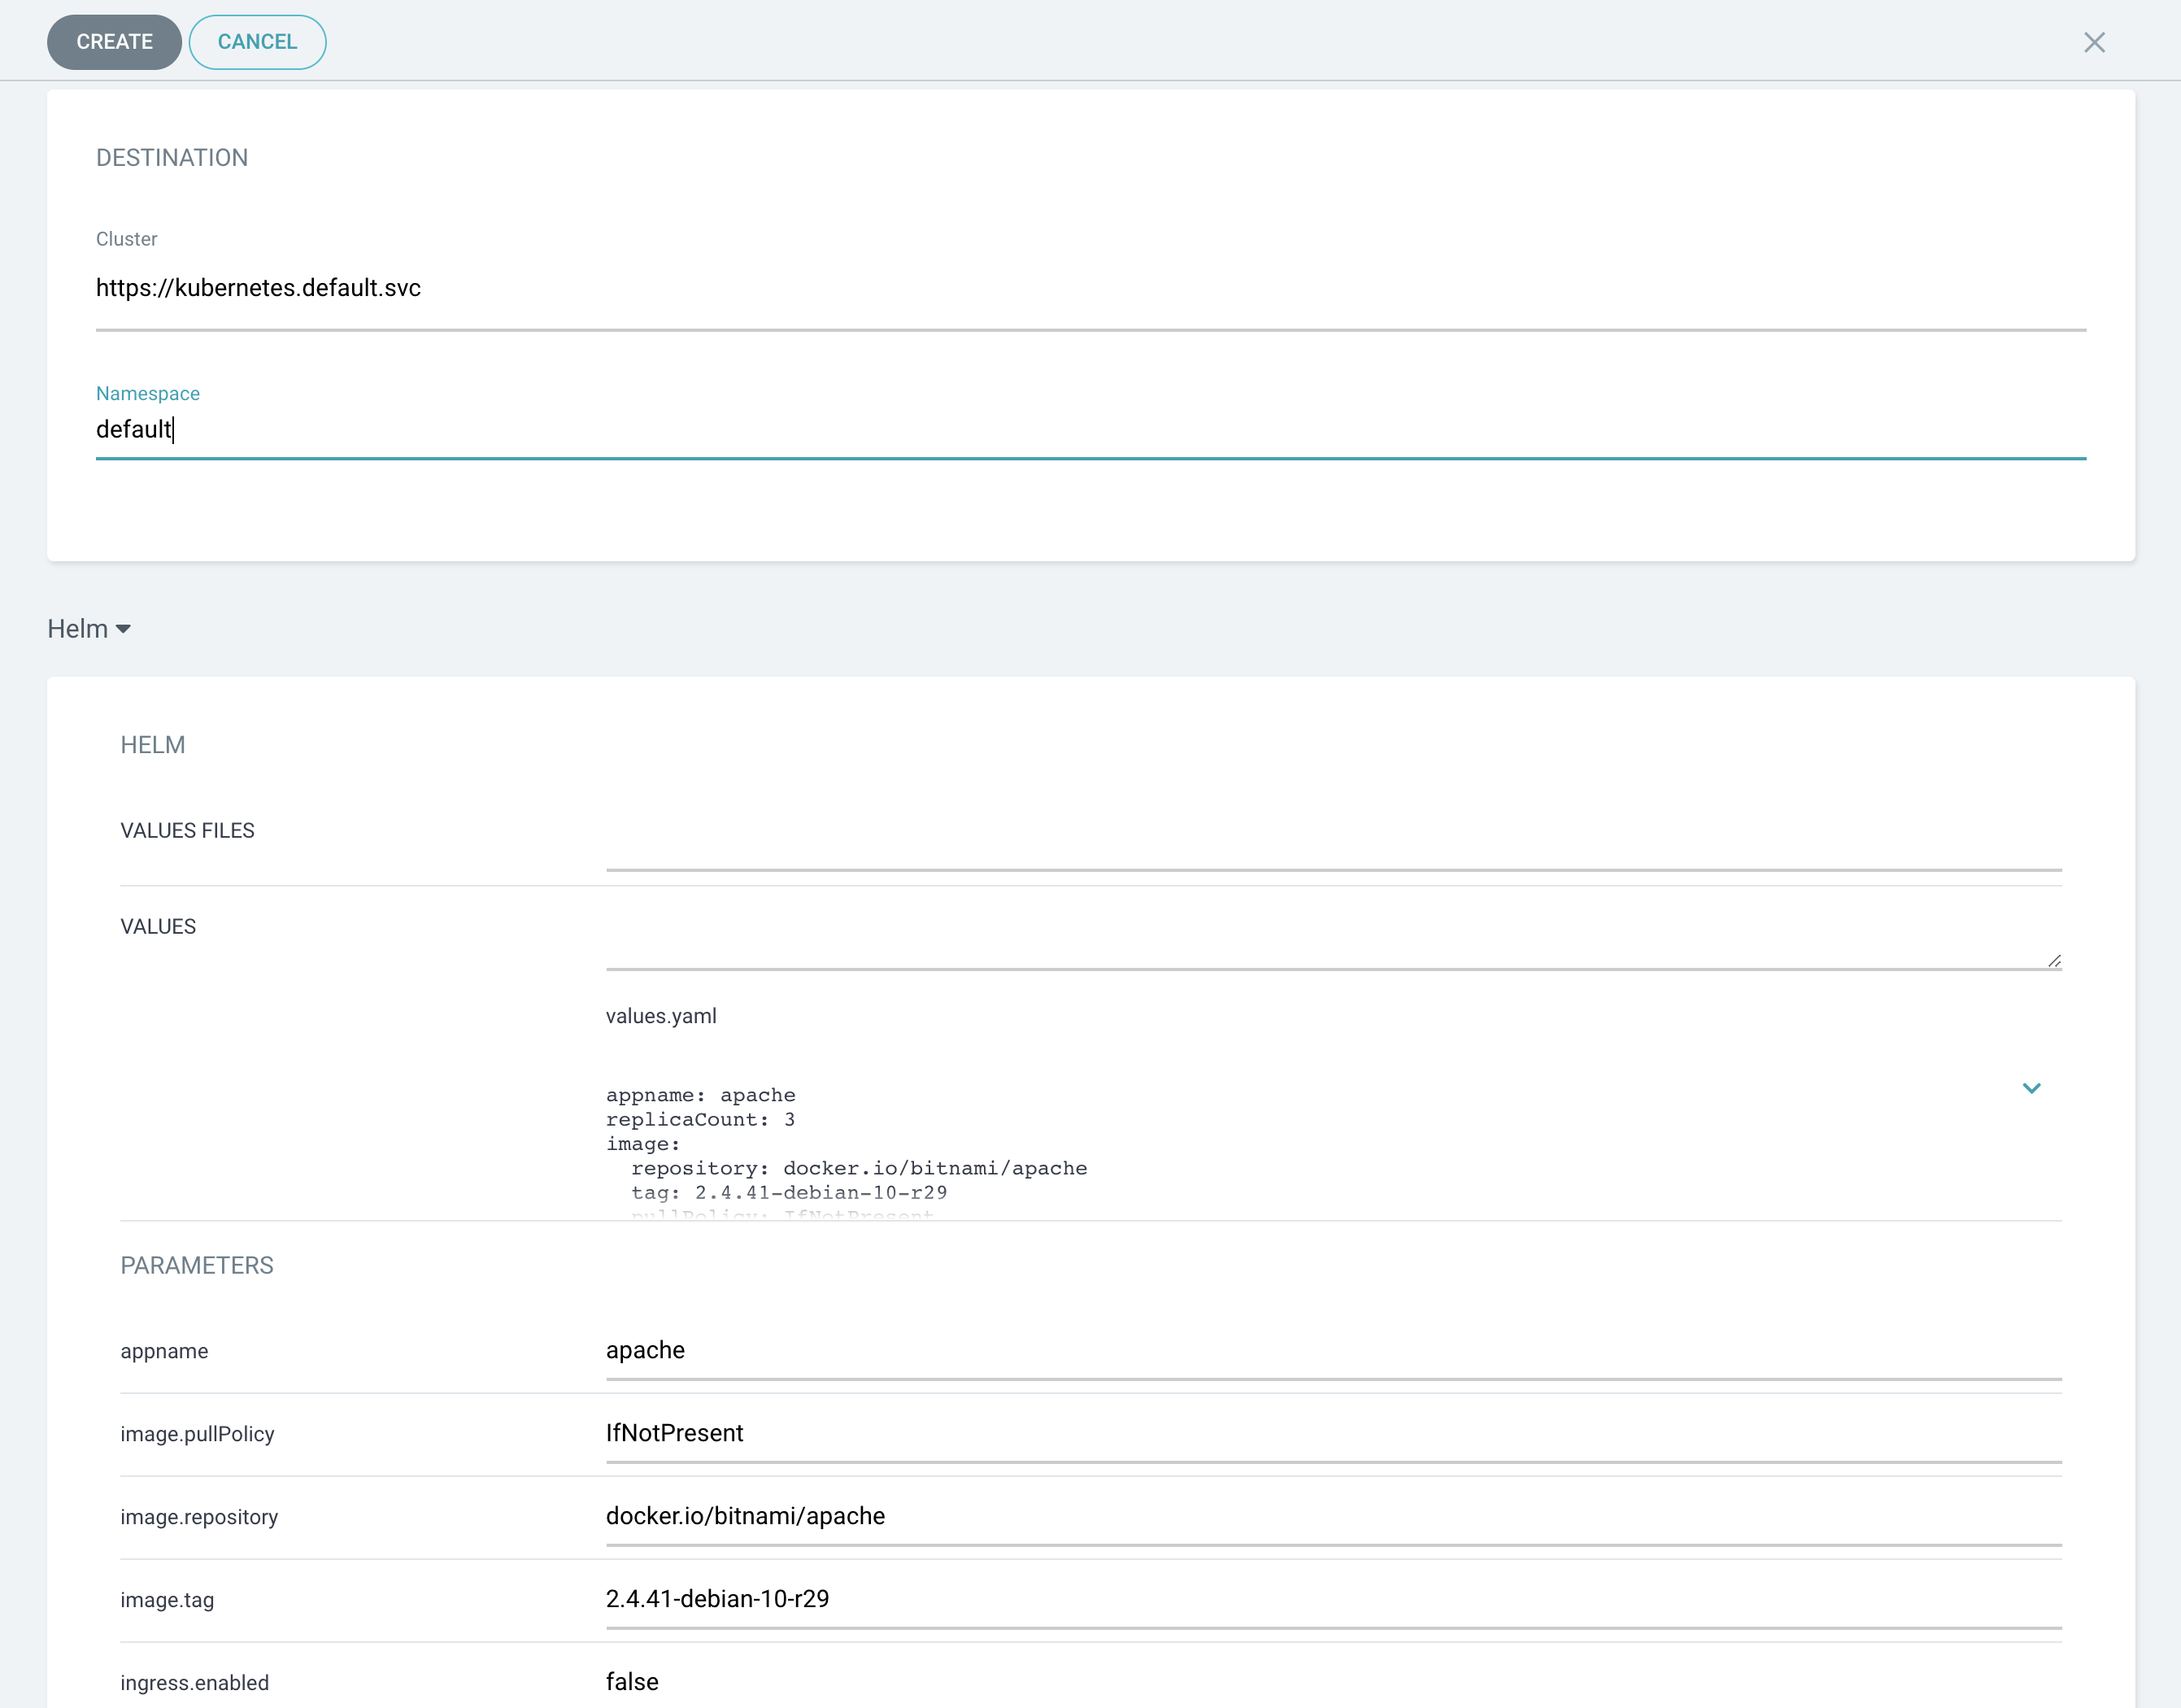 CREATE CANCEL
DESTINATION
Cluster
https://kubernetes.default.svc
Namespace
default
Helm
HELM
VALUES FILES
VALUES
values.yaml
appname: apache
replicaCount: 3
image:
  repository: docker.io/bitnami/apache
  tag: 2.4.41-debian-10-r29
  pullPolicy: IfNotPresent
PARAMETERS
appname apache
image.pullPolicy IfNotPresent
image.repository docker.io/bitnami/apache
image.tag 2.4.41-debian-10-r29
ingress.enabled false